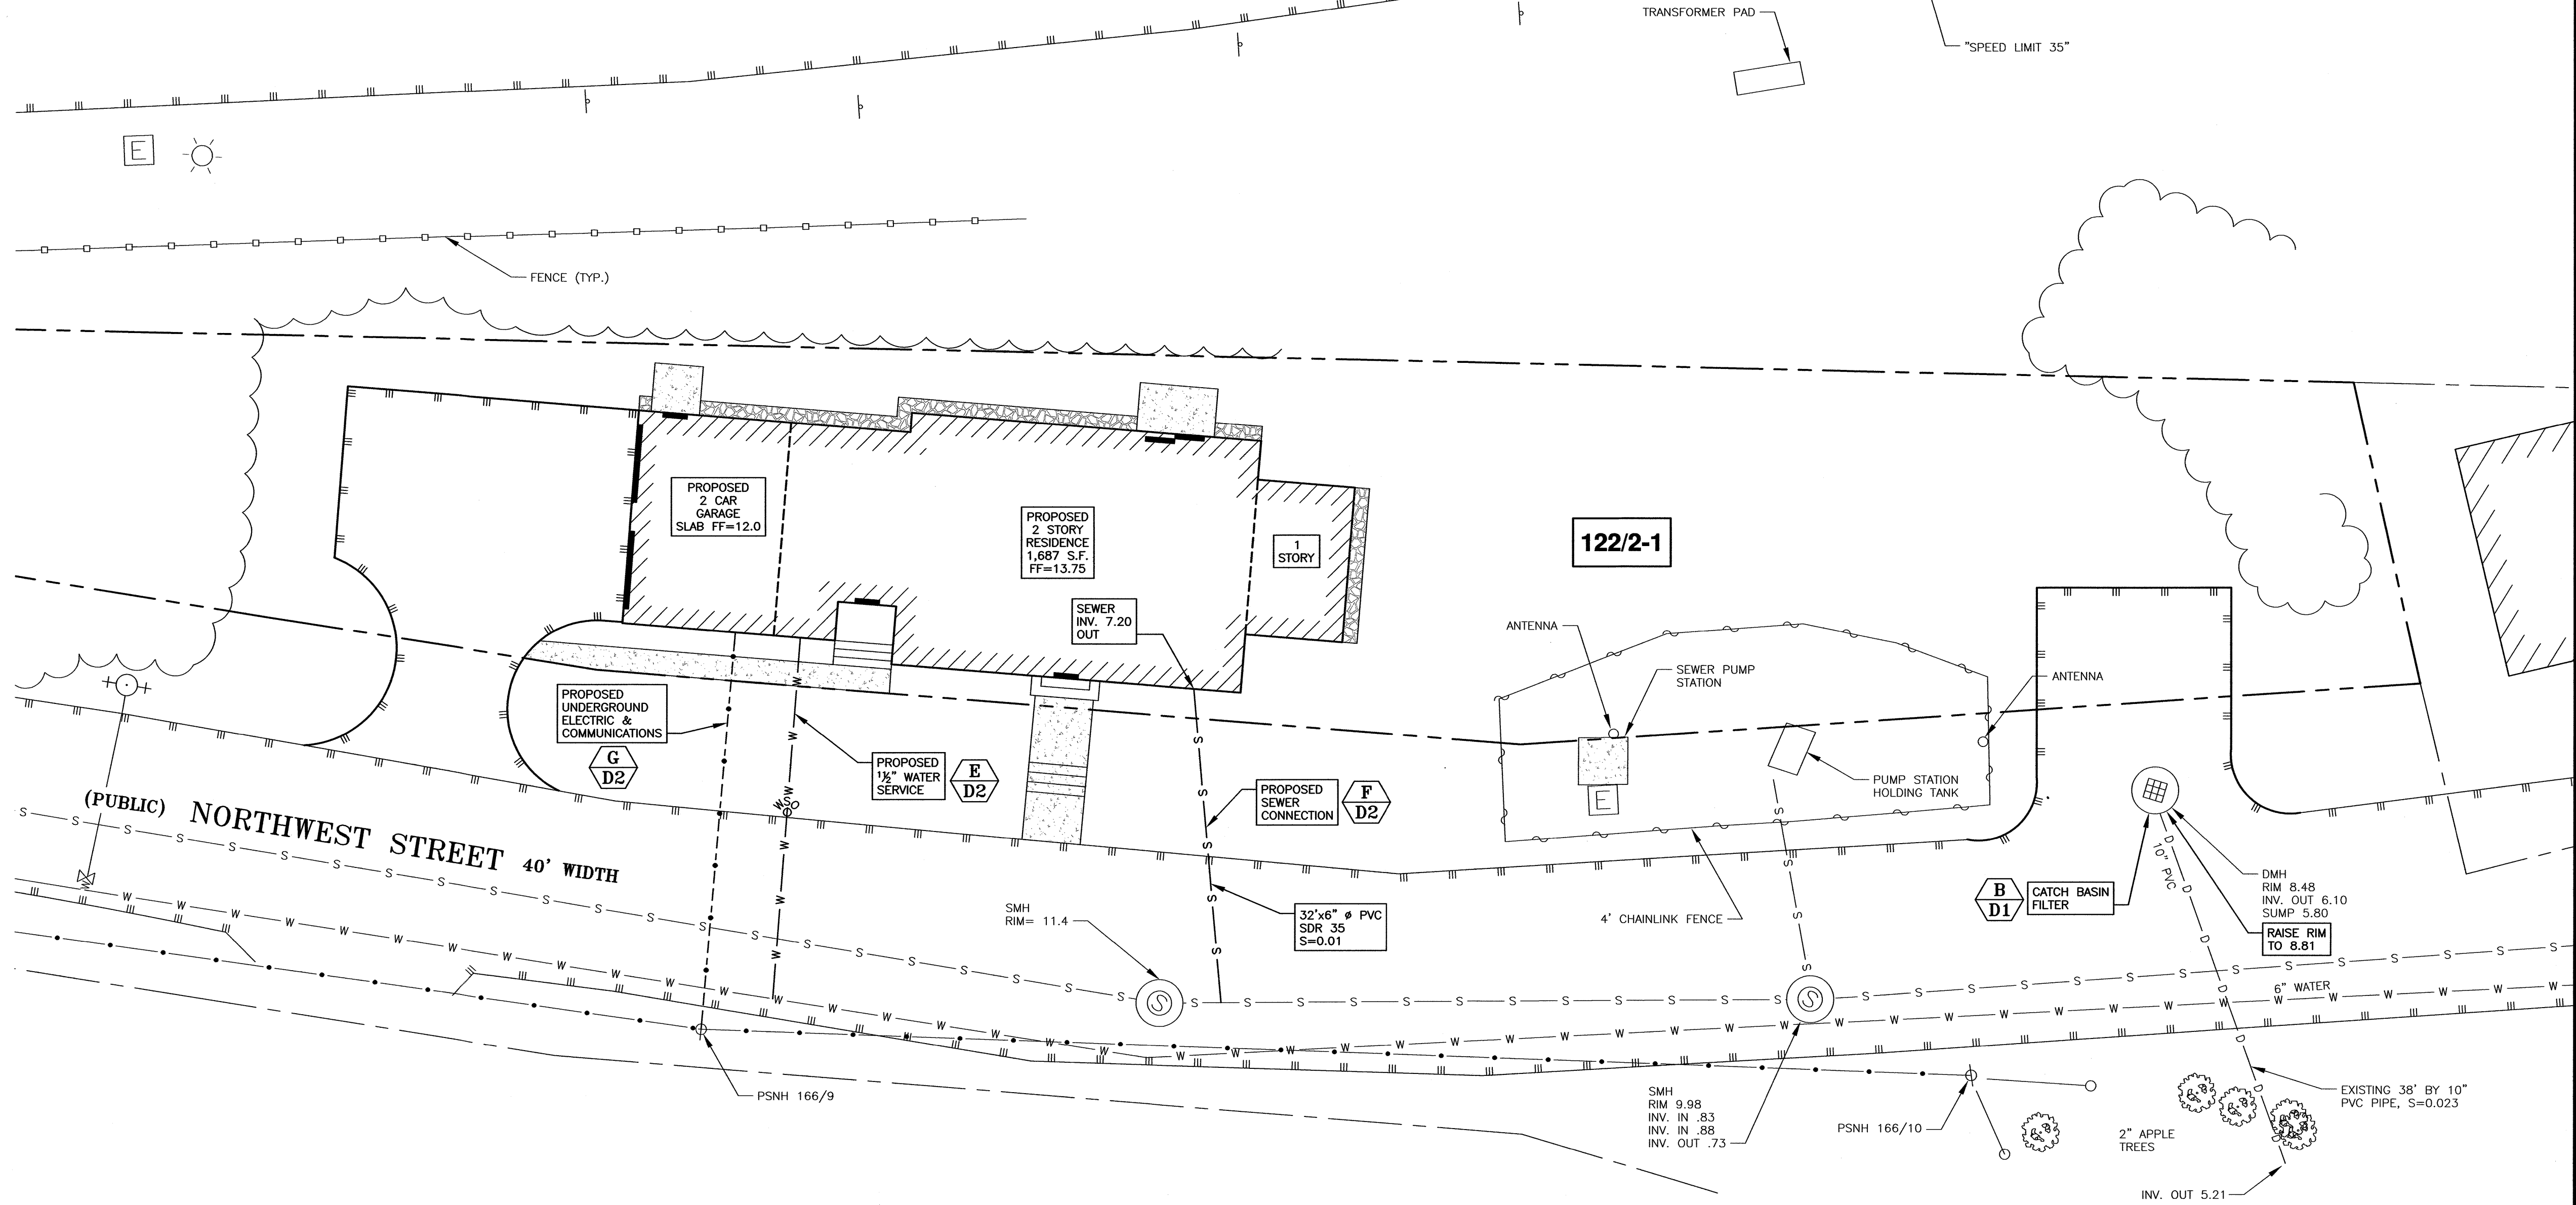 TRANSFORMER PAD
"SPEED LIMIT 35"
E
FENCE (TYP.)
PROPOSED
2 CAR
GARAGE
SLAB FF=12.0
PROPOSED
2 STORY
RESIDENCE
1,687 S.F.
FF=13.75
1
STORY
122/2-1
SEWER
INV. 7.20
OUT
ANTENNA
SEWER PUMP
STATION
ANTENNA
PROPOSED
UNDERGROUND
ELECTRIC &
COMMUNICATIONS
G
D2
PROPOSED
1½" WATER
SERVICE
E
D2
WSO
PROPOSED
SEWER
CONNECTION
F
D2
E
PUMP STATION
HOLDING TANK
(PUBLIC) NORTHWEST STREET 40' WIDTH
10" PVC
B
D1
CATCH BASIN
FILTER
DMH
RIM 8.48
INV. OUT 6.10
SUMP 5.80
RAISE RIM
TO 8.81
SMH
RIM= 11.4
32'x6" ø PVC
SDR 35
S=0.01
4' CHAINLINK FENCE
6" WATER
PSNH 166/9
SMH
RIM 9.98
INV. IN .83
INV. IN .88
INV. OUT .73
PSNH 166/10
2" APPLE
TREES
EXISTING 38' BY 10"
PVC PIPE, S=0.023
INV. OUT 5.21